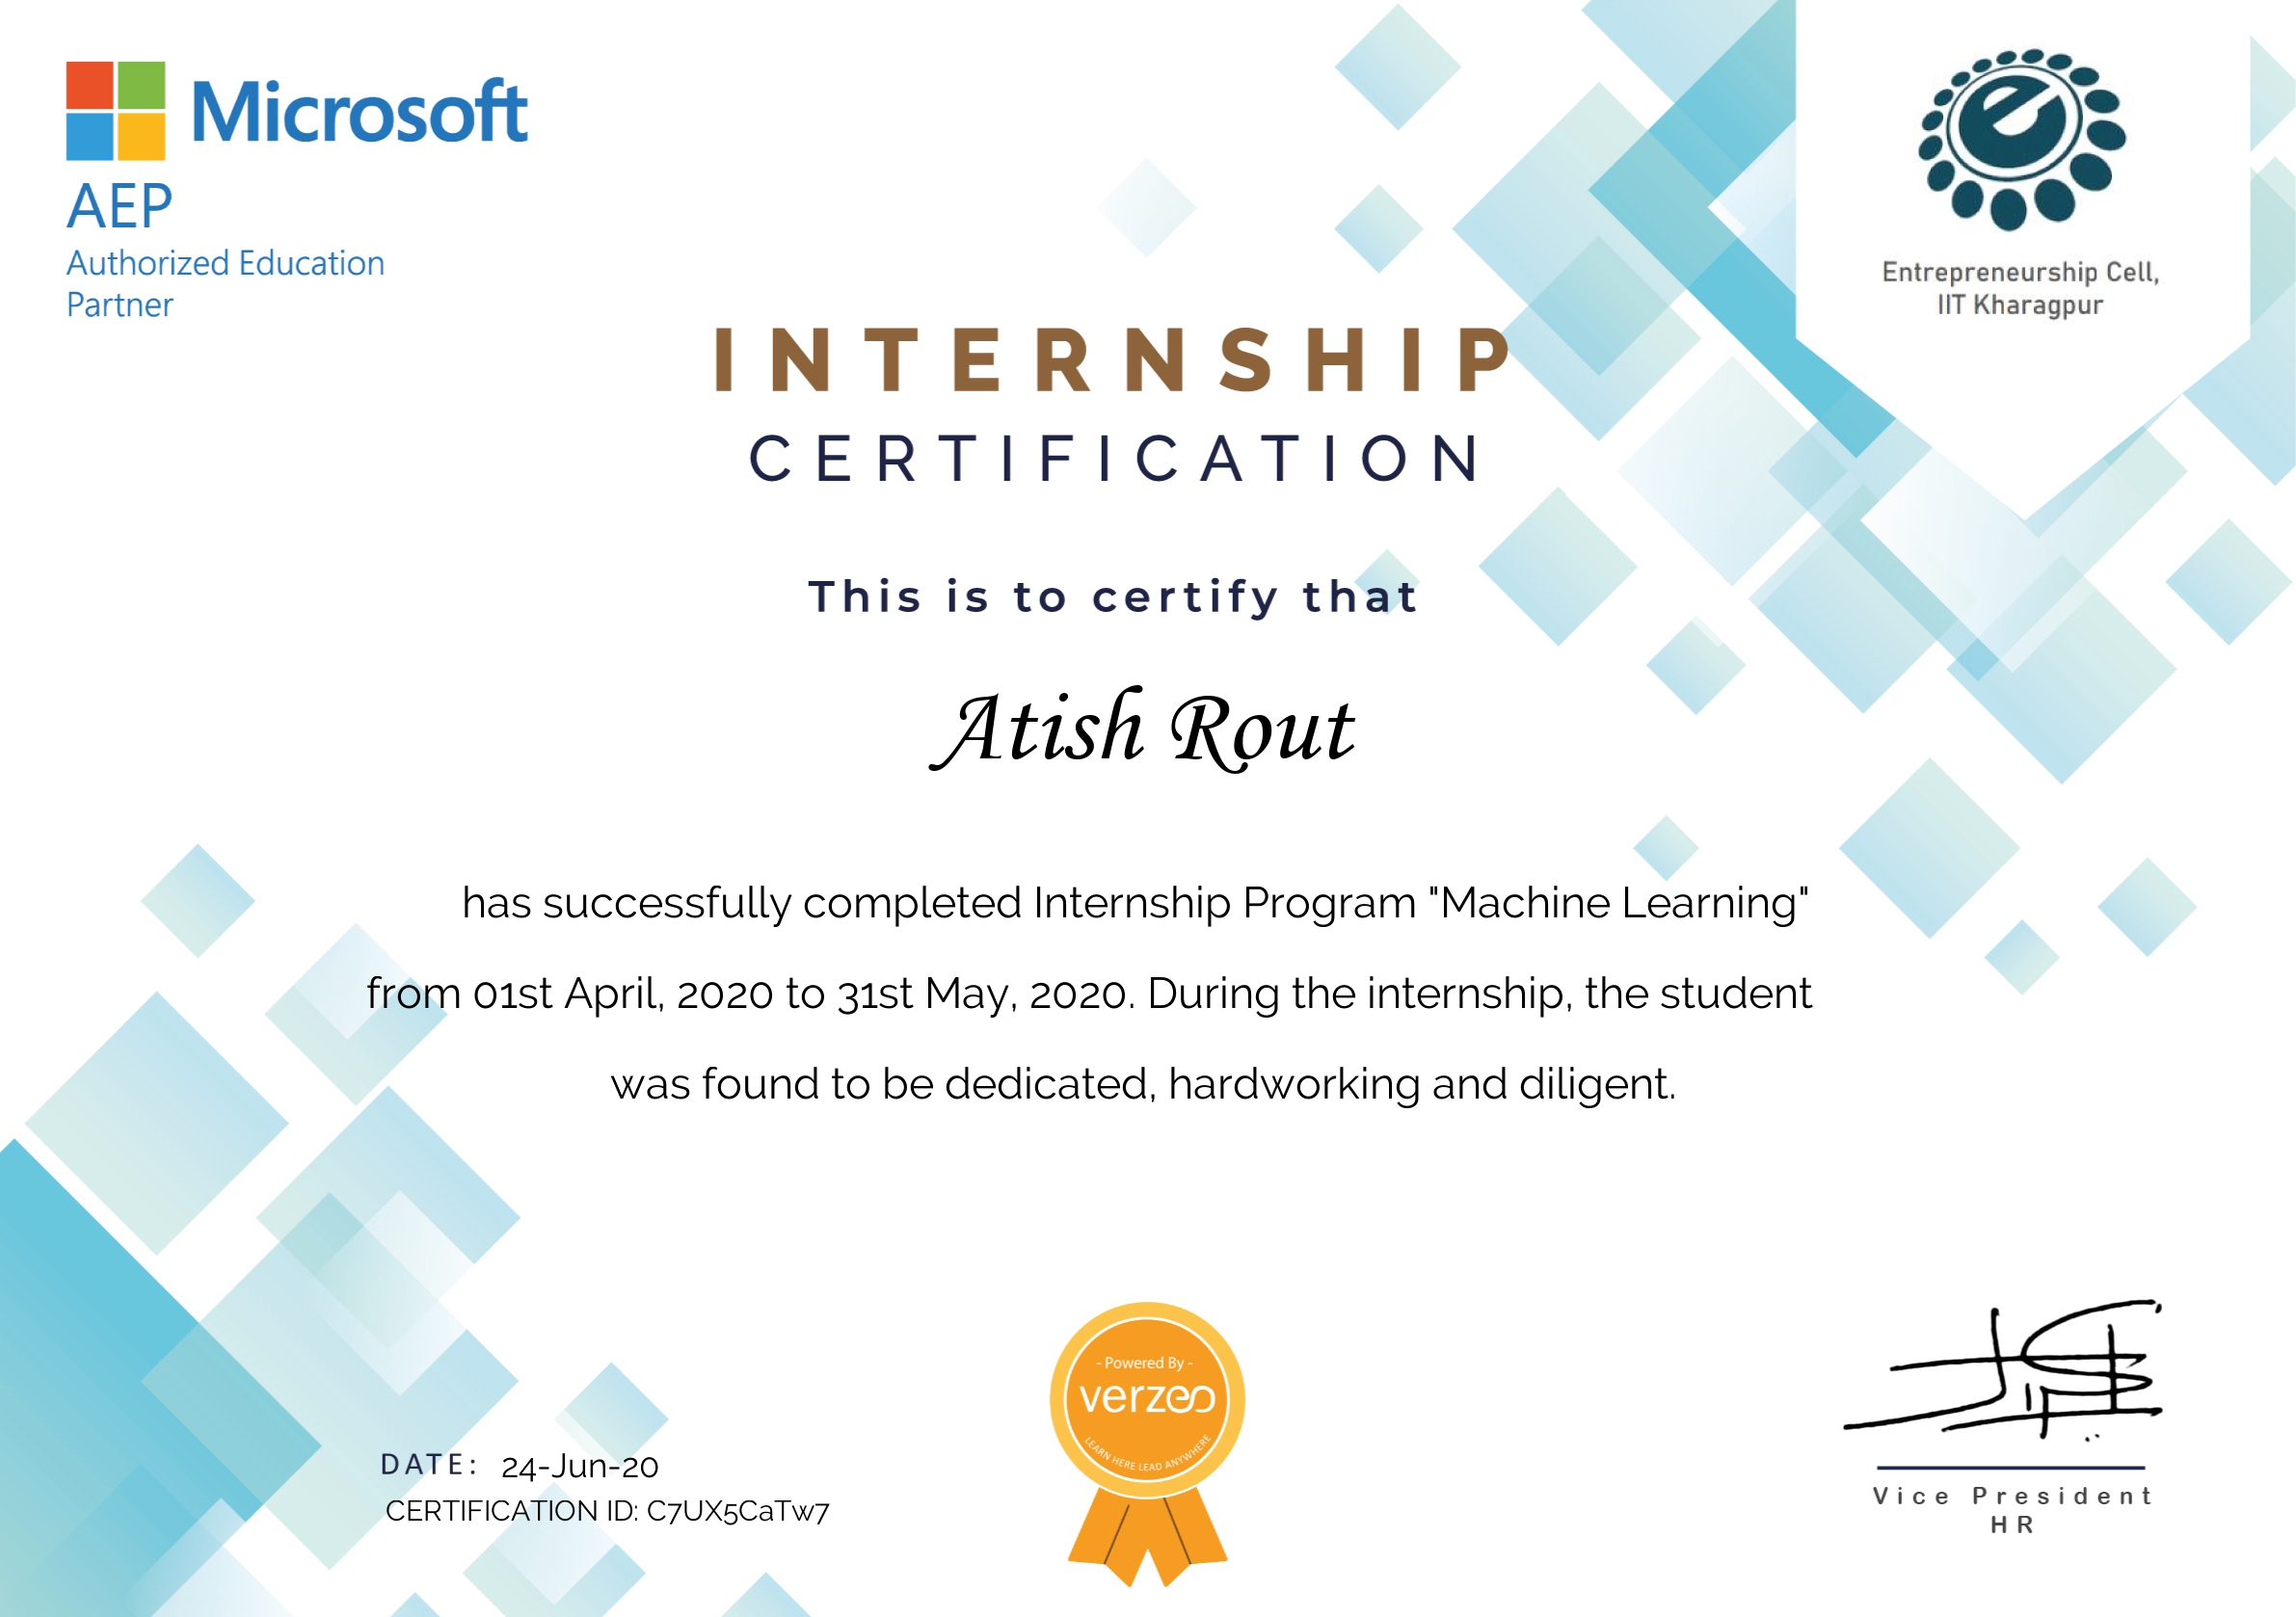 Microsoft
AEP
Authorized Education
Partner
Entrepreneurship Cell,
IIT Kharagpur
INTERNSHIP
CERTIFICATION
This is to certify that
Atish Rout
has successfully completed Internship Program "Machine Learning"
from 01st April, 2020 to 31st May, 2020. During the internship, the student
was found to be dedicated, hardworking and diligent.
- Powered By -
verzeo
LEARN HERE LEAD ANYWHERE
DATE: 24-Jun-20
CERTIFICATION ID: C7UX5CaTw7
Vice President
HR